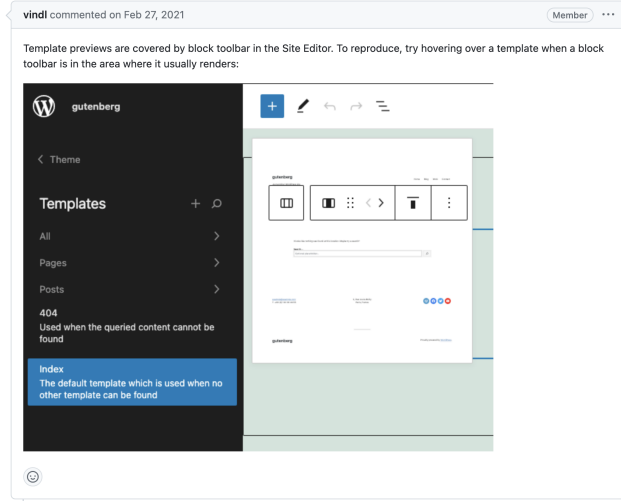 vindl commented on Feb 27, 2021
Member
Template previews are covered by block toolbar in the Site Editor. To reproduce, try hovering over a template when a block
toolbar is in the area where it usually renders:
gutenberg
Theme
Templates
All
Pages
Posts
404
Used when the queried content cannot be
found
Index
The default template which is used when no
other template can be found
gutenberg
gutenberg